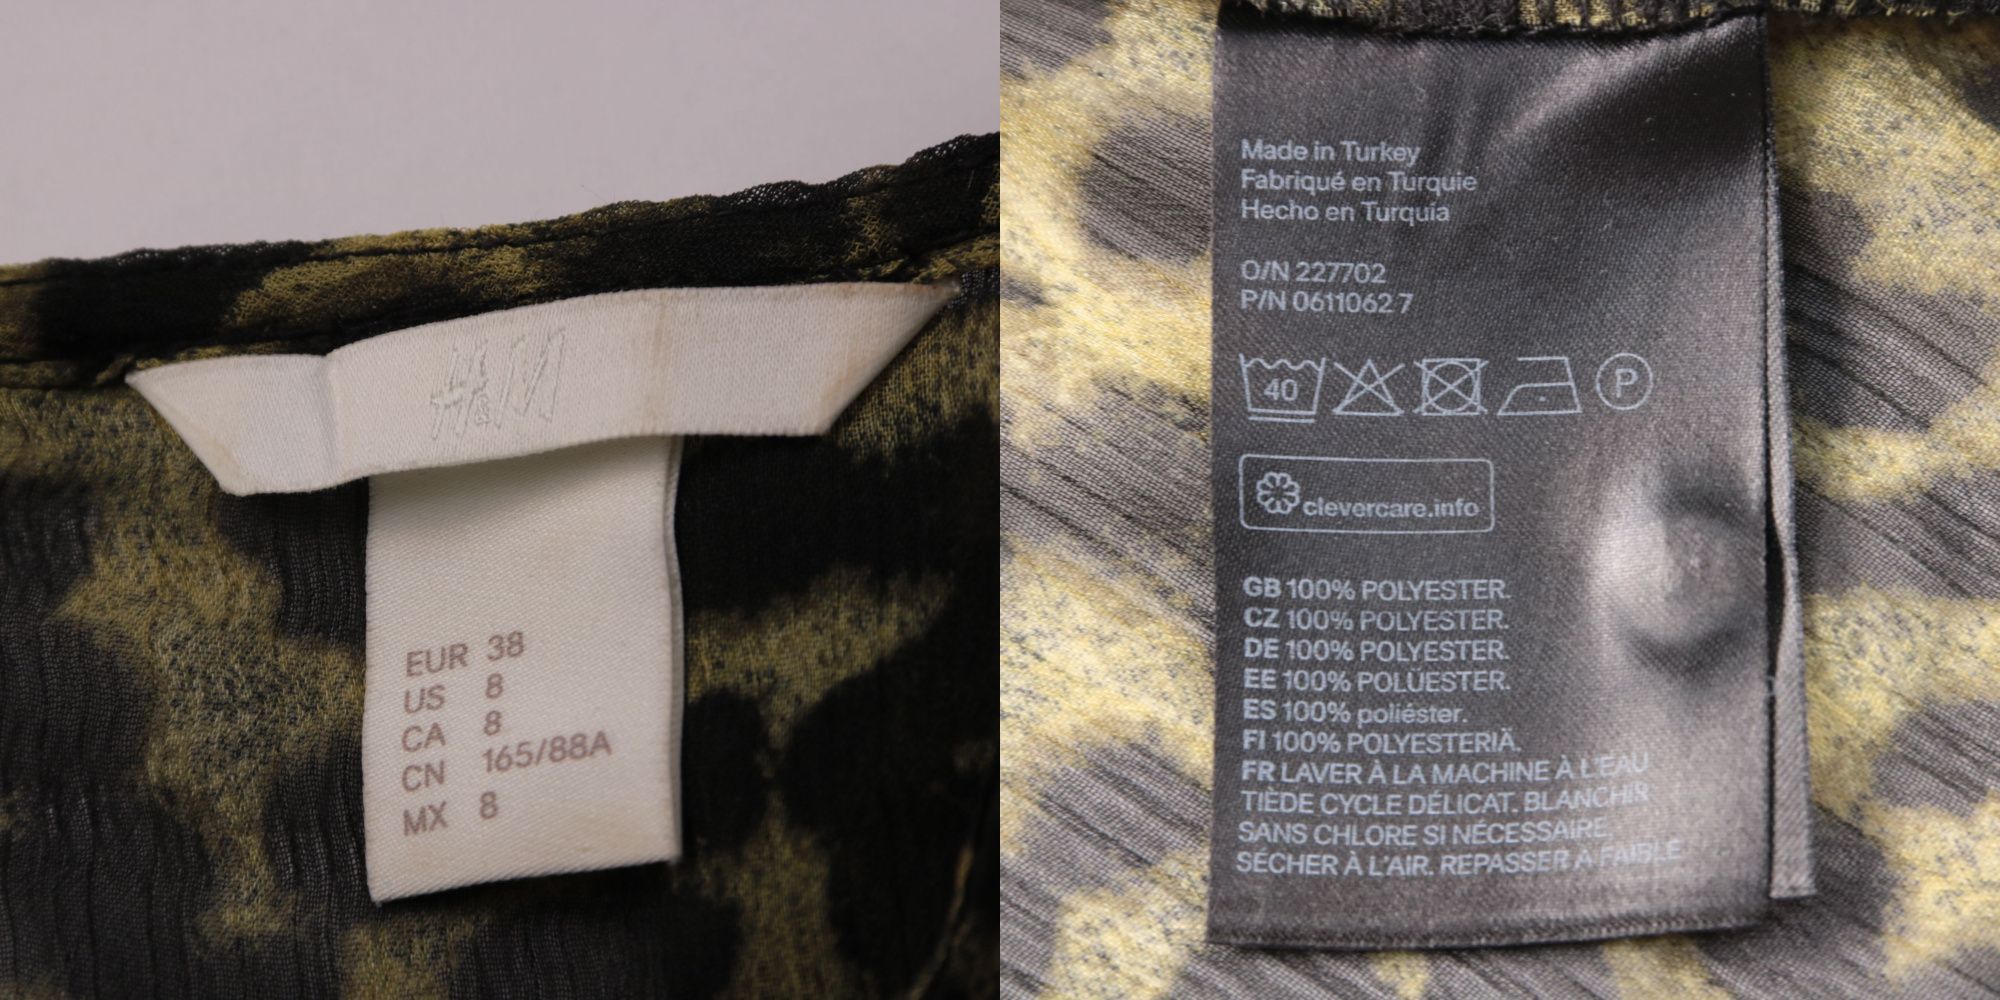 H&M
EUR 38
US 8
CA 8
CN 165/88A
MX 8
Made in Turkey
Fabriqué en Turquie
Hecho en Turquía
O/N 227702
P/N 0611062 7
40
P
clevercare.info
GB 100% POLYESTER.
CZ 100% POLYESTER.
DE 100% POLYESTER.
EE 100% POLÜESTER.
ES 100% poliéster.
FI 100% POLYESTERIÄ.
FR LAVER À LA MACHINE À L'EAU
TIÈDE CYCLE DÉLICAT. BLANCHIR
SANS CHLORE SI NÉCESSAIRE.
SÉCHER À L'AIR. REPASSER À FAIBLE